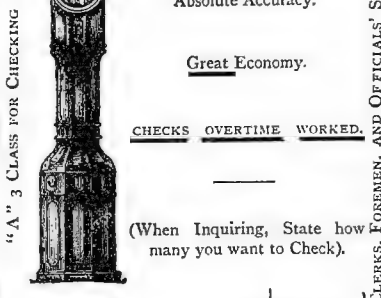 "A" 3 CLASS FOR CHECKING
Absolute Accuracy.
Great Economy.
CHECKS OVERTIME WORKED.
(When Inquiring, State how
many you want to Check).
CLERKS, FOREMEN, AND OFFICIALS' S